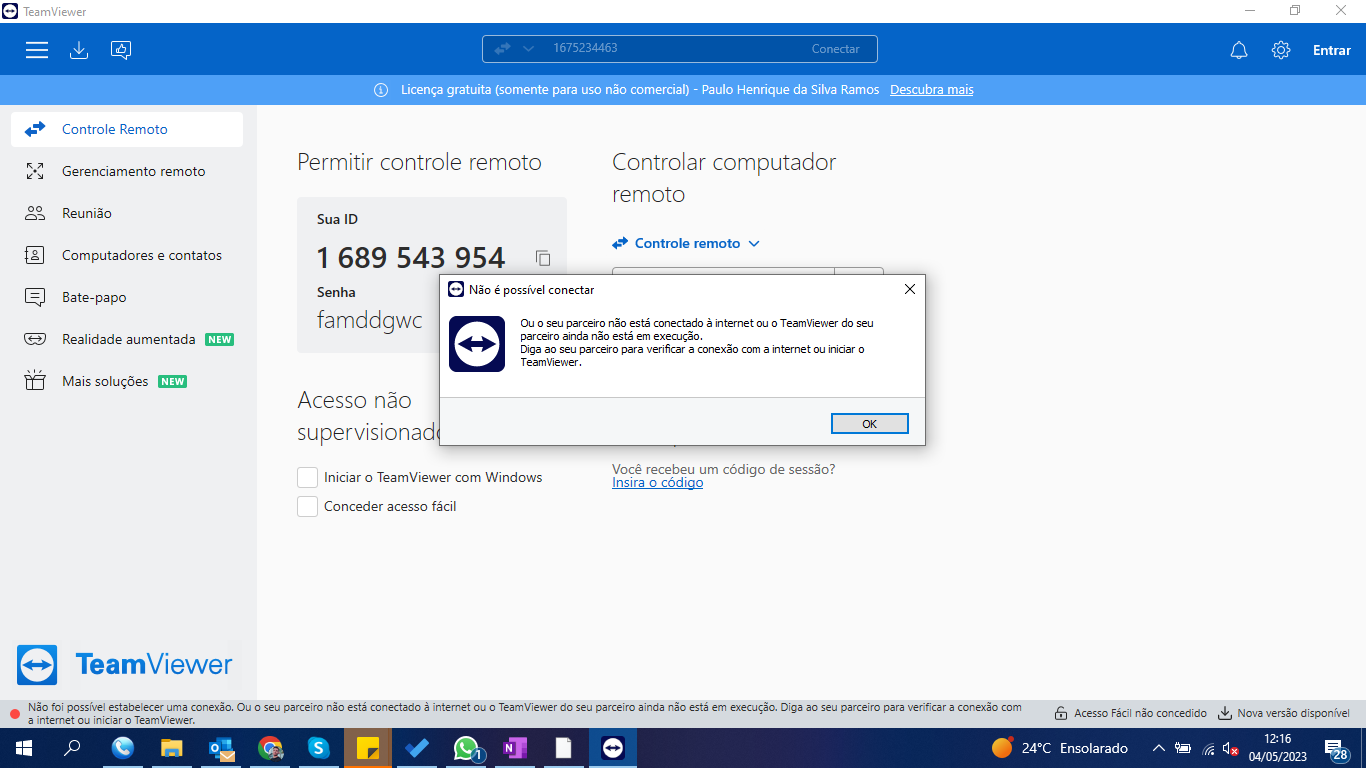 TeamViewer
1675234463
Conectar
Entrar
Licença gratuita (somente para uso não comercial) - Paulo Henrique da Silva Ramos Descubra mais
Controle Remoto
Gerenciamento remoto
Reunião
Computadores e contatos
Bate-papo
Realidade aumentada NEW
Mais soluções NEW
TeamViewer
Permitir controle remoto
Sua ID
1 689 543 954
Senha
famddgwc
Acesso não
supervisionado
Iniciar o TeamViewer com Windows
Conceder acesso fácil
Controlar computador
remoto
Controle remoto
Não é possível conectar
Ou o seu parceiro não está conectado à internet ou o TeamViewer do seu
parceiro ainda não está em execução.
Diga ao seu parceiro para verificar a conexão com a internet ou iniciar o
TeamViewer.
OK
Você recebeu um código de sessão?
Insira o código
Não foi possível estabelecer uma conexão. Ou o seu parceiro não está conectado à internet ou o TeamViewer do seu parceiro ainda não está em execução. Diga ao seu parceiro para verificar a conexão com
a internet ou iniciar o TeamViewer.
Acesso Fácil não concedido
Nova versão disponível
1
24°C Ensolarado
12:16
04/05/2023
28